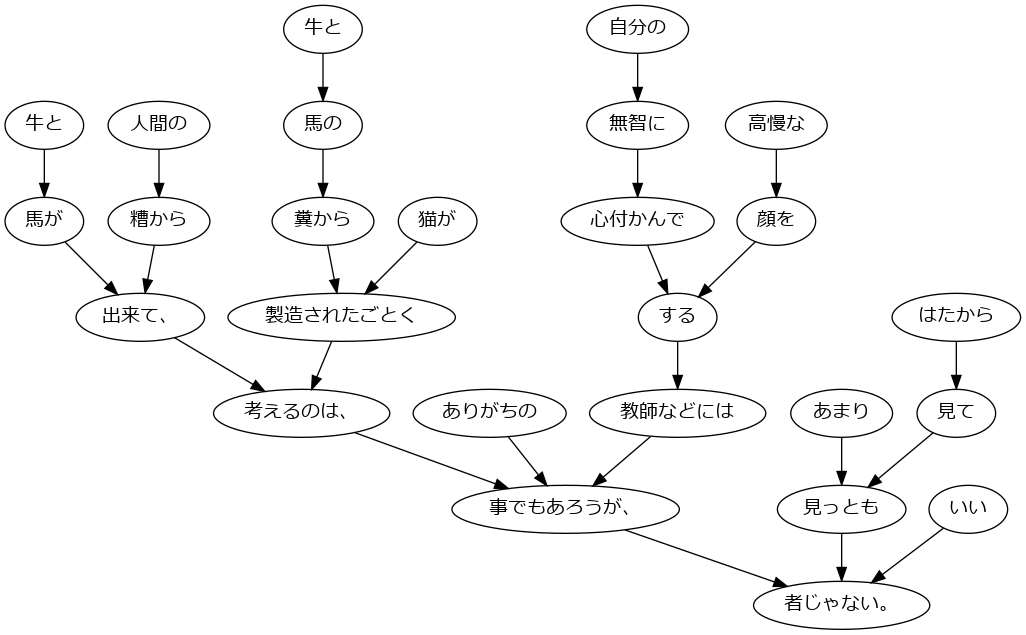 牛と
自分の
牛と
人間の
馬の
無智に
高慢な
馬が
糟から
糞から
猫が
心付かんで
顔を
出来て、
製造されたごとく
する
はたから
考えるのは、
ありがちの
教師などには
あまり
見て
事でもあろうが、
見っとも
いい
者じゃない。